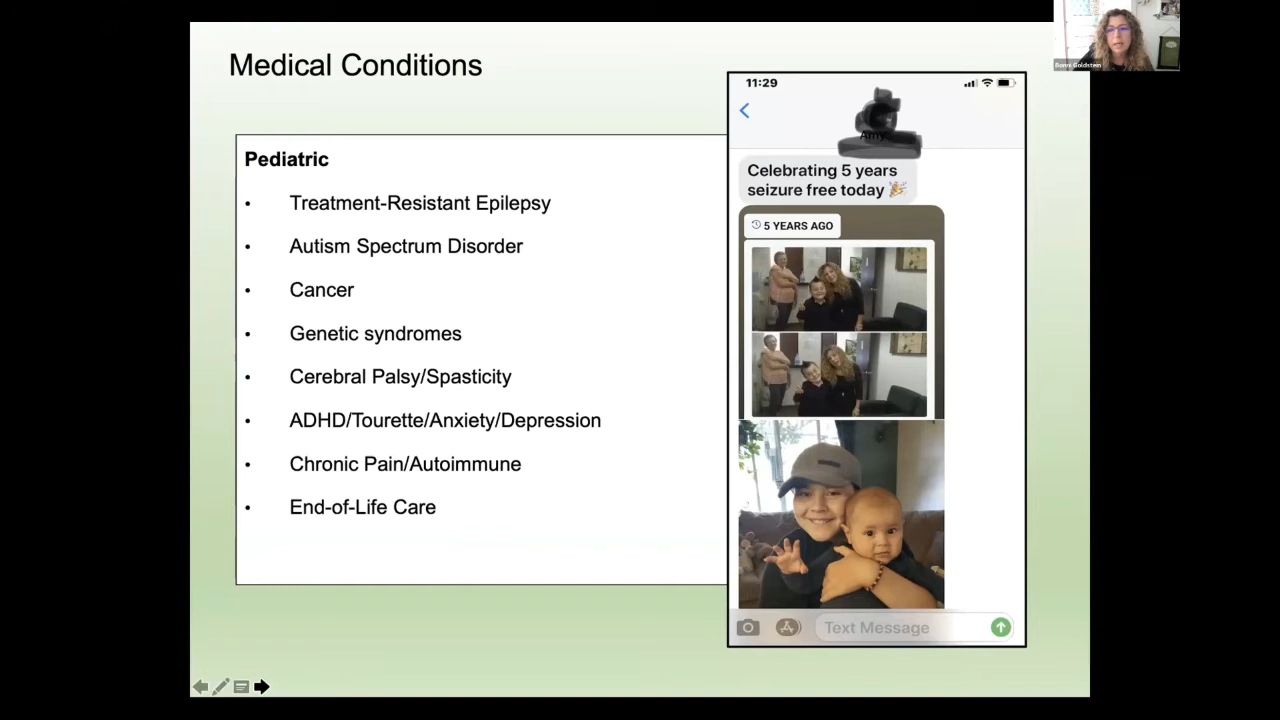 Medical Conditions
Pediatric
• Treatment-Resistant Epilepsy
• Autism Spectrum Disorder
• Cancer
• Genetic syndromes
• Cerebral Palsy/Spasticity
• ADHD/Tourette/Anxiety/Depression
• Chronic Pain/Autoimmune
• End-of-Life Care
11:29
Celebrating 5 years
seizure free today 🎉
5 YEARS AGO
Text Message
Bonni Goldstein